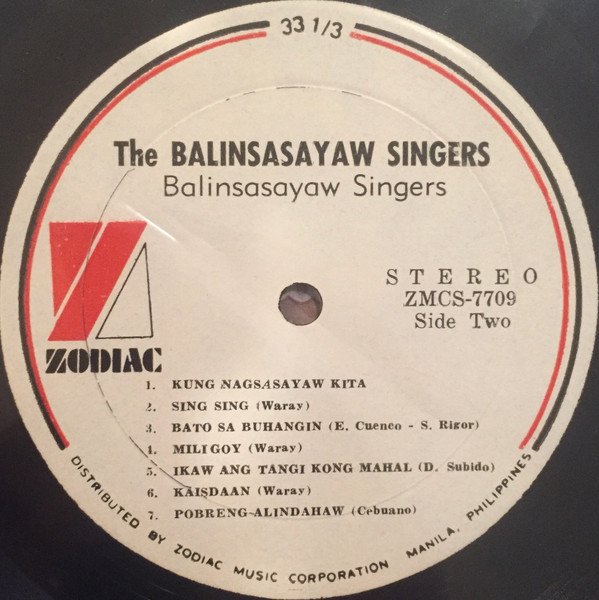 33 1/3
The BALINSASAYAW SINGERS
Balinsasayaw Singers
STEREO
ZMCS-7709
Side Two
ZODIAC
1. KUNG NAGSASAYAW KITA
2. SING SING (Waray)
3. BATO SA BUHANGIN (E. Cuenco - S. Rigor)
4. MILIGOY (Waray)
5. IKAW ANG TANGI KONG MAHAL (D. Subido)
6. KAISDAAN (Waray)
7. POBRENG ALINDAHAW (Cebuano)
DISTRIBUTED BY ZODIAC MUSIC CORPORATION MANILA, PHILIPPINES